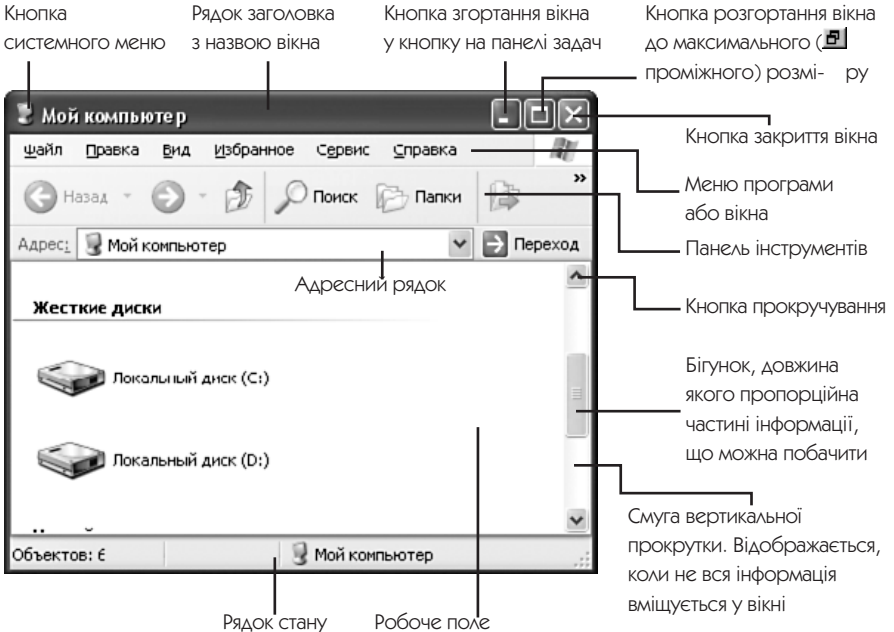 Кнопка
системного меню
Рядок заголовка
з назвою вікна
Кнопка згортання вікна
у кнопку на панелі задач
Кнопка розгортання вікна
до максимального (
проміжного) розмі- ру
Мой компьютер
Файл Правка Вид Избранное Сервис Справка
Назад Поиск Папки »
Адрес: Мой компьютер Переход
Кнопка закриття вікна
Меню програми
або вікна
Панель інструментів
Адресний рядок
Кнопка прокручування
Жесткие диски
Локальный диск (C:)
Локальный диск (D:)
Бігунок, довжина
якого пропорційна
частині інформації,
що можна побачити
Смуга вертикальної
прокрутки. Відображається,
коли не вся інформація
вміщується у вікні
Объектов: 6 Мой компьютер
Рядок стану
Робоче поле